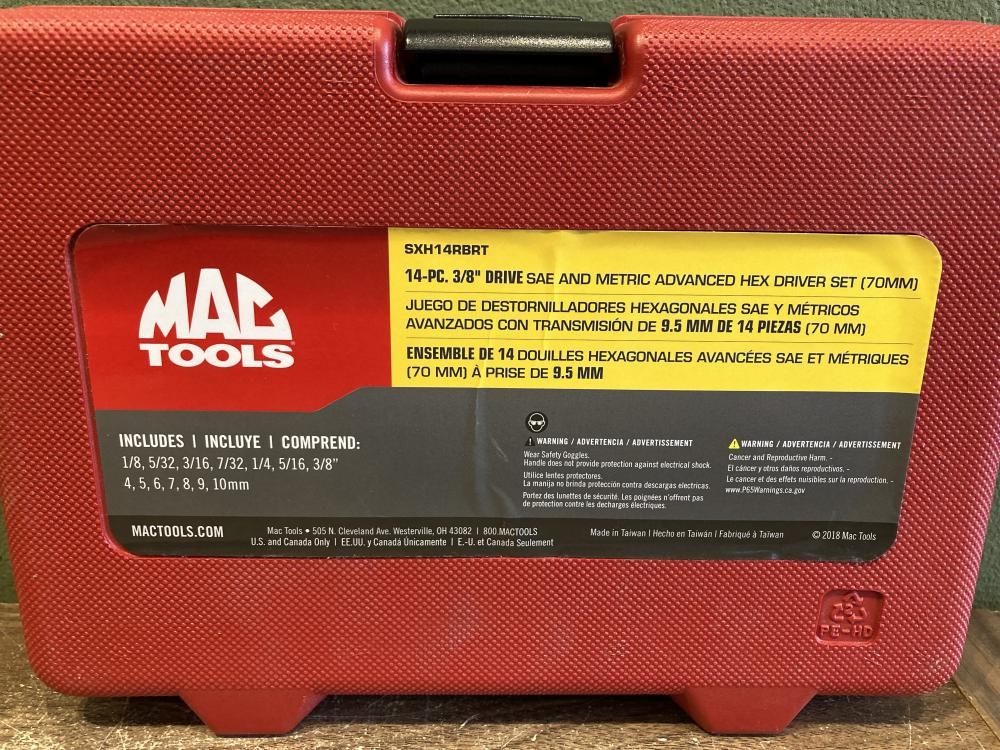 MAC
TOOLS
SXH14RBRT
14-PC. 3/8" DRIVE SAE AND METRIC ADVANCED HEX DRIVER SET (70MM)
JUEGO DE DESTORNILLADORES HEXAGONALES SAE Y MÉTRICOS
AVANZADOS CON TRANSMISIÓN DE 9.5 MM DE 14 PIEZAS (70 MM)
ENSEMBLE DE 14 DOUILLES HEXAGONALES AVANCÉES SAE ET MÉTRIQUES
(70 MM) À PRISE DE 9.5 MM
INCLUDES | INCLUYE | COMPREND:
1/8, 5/32, 3/16, 7/32, 1/4, 5/16, 3/8"
4, 5, 6, 7, 8, 9, 10mm
WARNING / ADVERTENCIA / ADVERTISSEMENT
Wear Safety Goggles.
Handle does not provide protection against electrical shock.
Utilice lentes protectores.
La manija no brinda protección contra descargas electricas.
Portez des lunettes de sécurité. Les poignées n'offrent pas
de protection contre les decharges électriques.
WARNING / ADVERTENCIA / ADVERTISSEMENT
Cancer and Reproductive Harm. -
El cáncer y otros daños reproductivos. -
Le cancer et des effets nuisibles sur la reproduction. -
www.P65Warnings.ca.gov
MACTOOLS.COM
Mac Tools • 505 N. Cleveland Ave. Westerville, OH 43082 | 800.MACTOOLS
U.S. and Canada Only | EE.UU. y Canadá Únicamente | E.-U. et Canada Seulement
Made in Taiwan | Hecho en Taiwán | Fabriqué à Taïwan
© 2018 Mac Tools
2
PE-HD